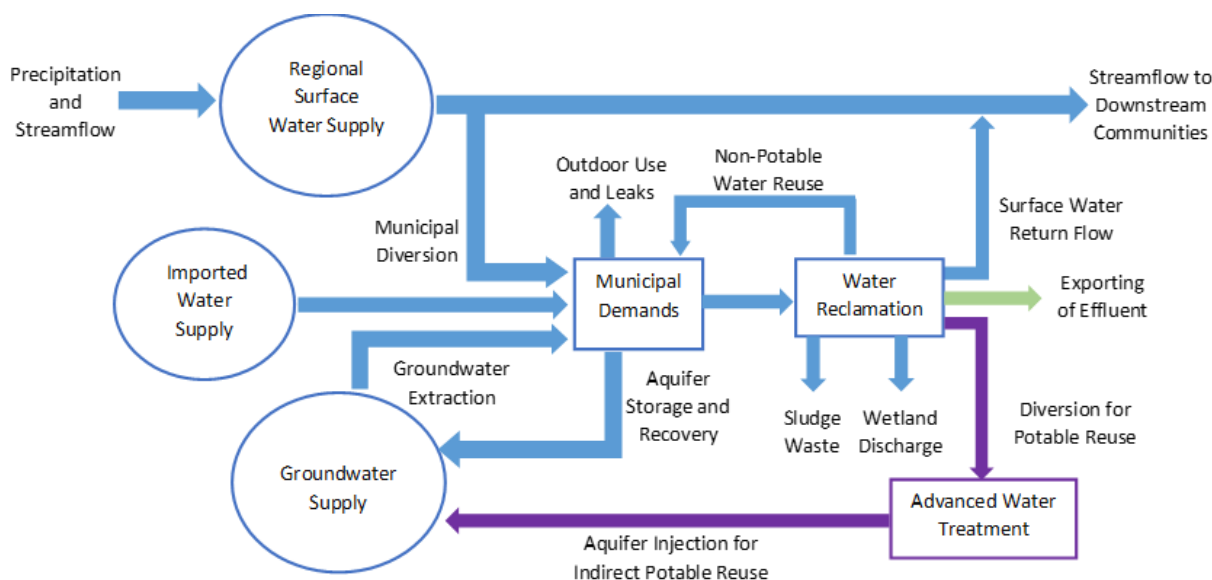 Precipitation
and
Streamflow
Regional
Surface
Water Supply
Streamflow to
Downstream
Communities
Outdoor Use
and Leaks
Non-Potable
Water Reuse
Municipal
Diversion
Surface Water
Return Flow
Imported
Water
Supply
Municipal
Demands
Water
Reclamation
Exporting
of Effluent
Groundwater
Extraction
Aquifer
Storage and
Recovery
Sludge
Waste
Wetland
Discharge
Diversion for
Potable Reuse
Groundwater
Supply
Advanced Water
Treatment
Aquifer Injection for
Indirect Potable Reuse